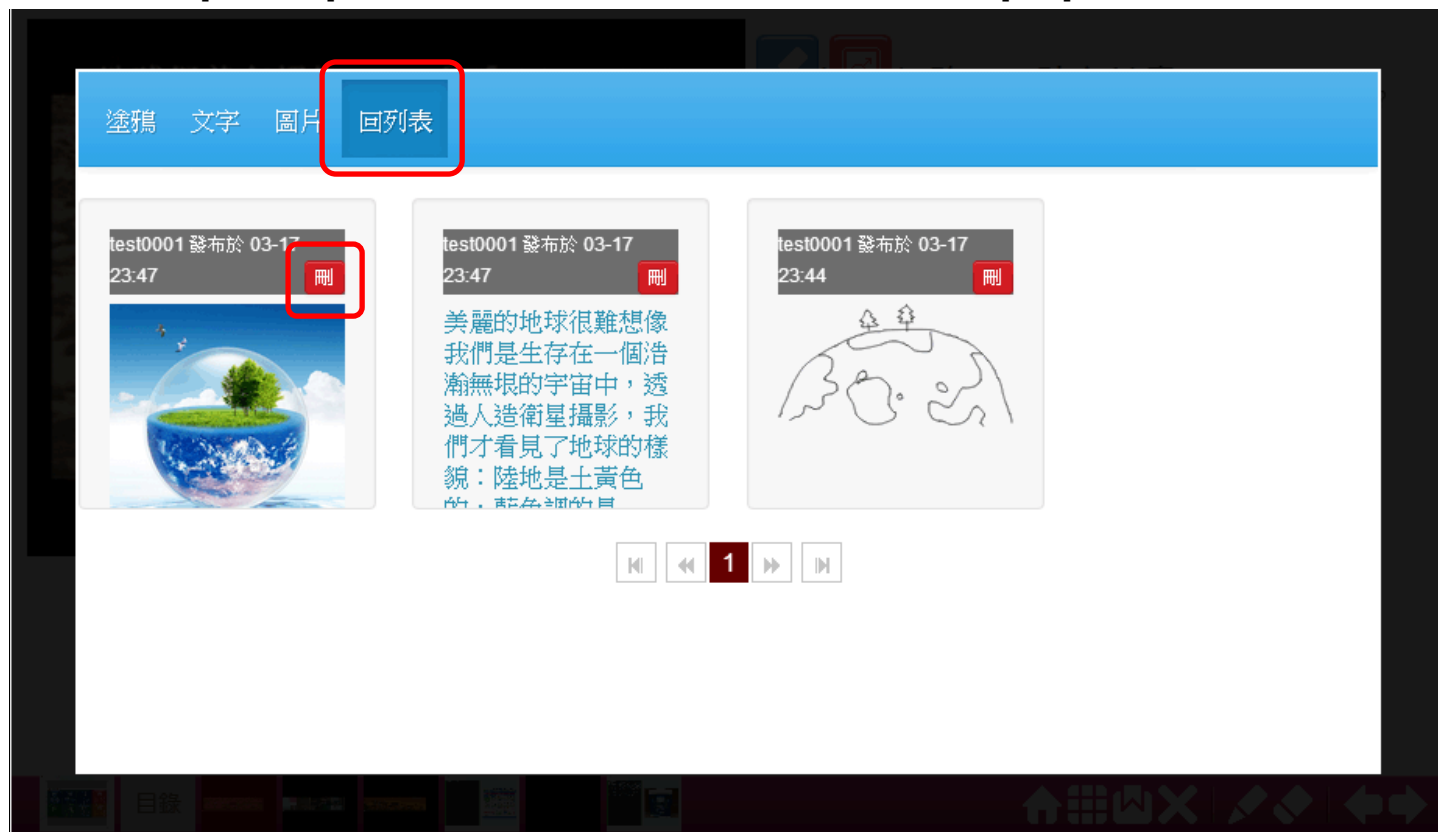 塗鴉 文字 圖片 回列表
test0001 發布於 03-17
23:47 刪
test0001 發布於 03-17
23:47 刪
美麗的地球很難想像
我們是生存在一個浩
瀚無垠的宇宙中，透
過人造衛星攝影，我
們才看見了地球的樣
貌：陸地是土黃色
test0001 發布於 03-17
23:44 刪
1
目錄